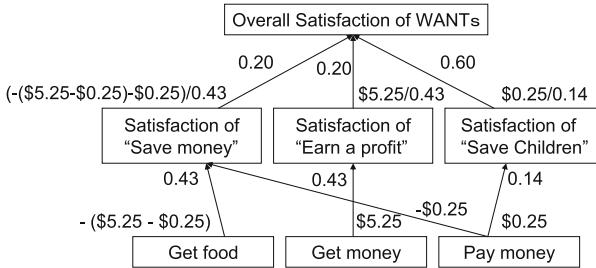 Overall Satisfaction of WANTs
0.20
0.20
0.60
(-($5.25-$0.25)-$0.25)/0.43
$5.25/0.43
$0.25/0.14
Satisfaction of
"Save money"
Satisfaction of
"Earn a profit"
Satisfaction of
"Save Children"
0.43
0.43
0.14
- ($5.25 - $0.25)
$5.25
-$0.25
$0.25
Get food
Get money
Pay money